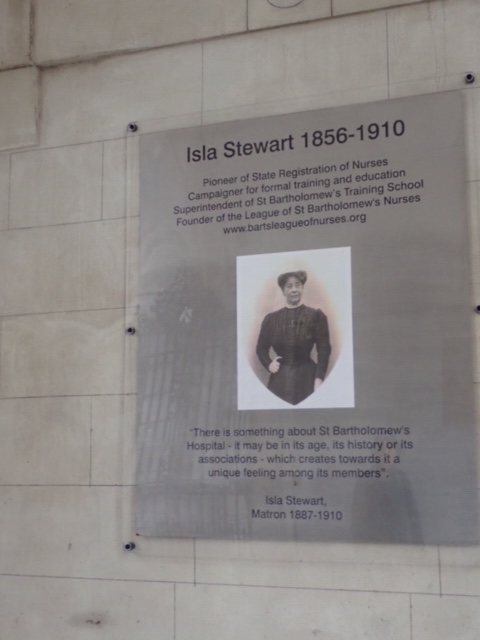 Isla Stewart 1856-1910
Pioneer of State Registration of Nurses
Campaigner for formal training and education
Superintendent of St Bartholomew's Training School
Founder of the League of St Bartholomew's Nurses
www.bartsleagueofnurses.org
"There is something about St Bartholomew's
Hospital - it may be in its age, its history or its
associations - which creates towards it a
unique feeling among its members".
Isla Stewart,
Matron 1887-1910